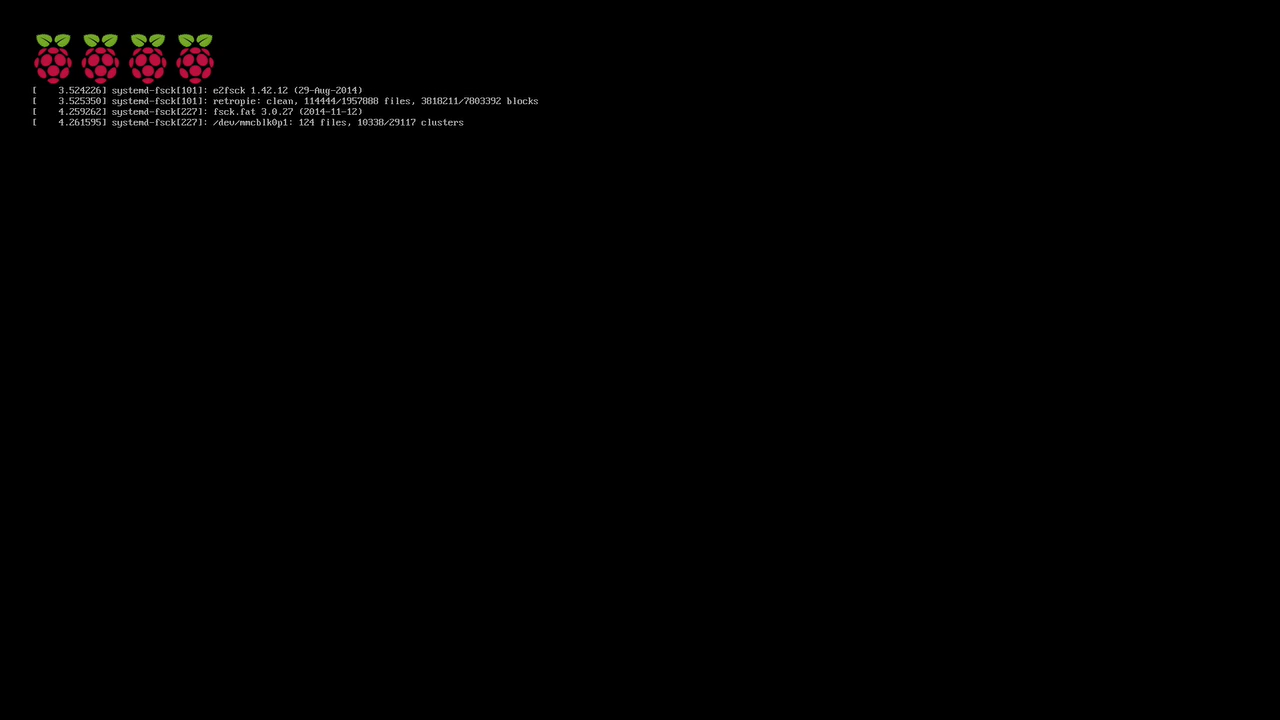 [    3.524226] systemd-fsck[101]: e2fsck 1.42.12 (29-Aug-2014)
[    3.525350] systemd-fsck[101]: retropie: clean, 114444/1957888 files, 3818211/7803392 blocks
[    4.259262] systemd-fsck[227]: fsck.fat 3.0.27 (2014-11-12)
[    4.261595] systemd-fsck[227]: /dev/mmcblk0p1: 124 files, 10338/29117 clusters